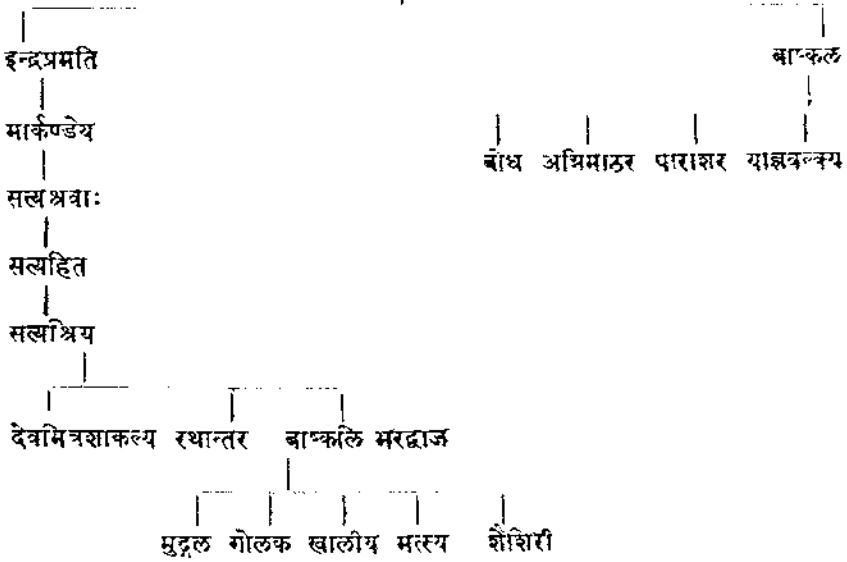 इन्द्रप्रमति बाष्कल
मार्कण्डेय
बोध अग्निमाठर पाराशर याज्ञवल्क्य
सत्यश्रवाः
सत्यहित
सत्यश्रिय
देवमित्रशाकल्य रथान्तर बाष्कलि भरद्वाज
मुद्गल गोलक खालीय मत्स्य शैशिरी